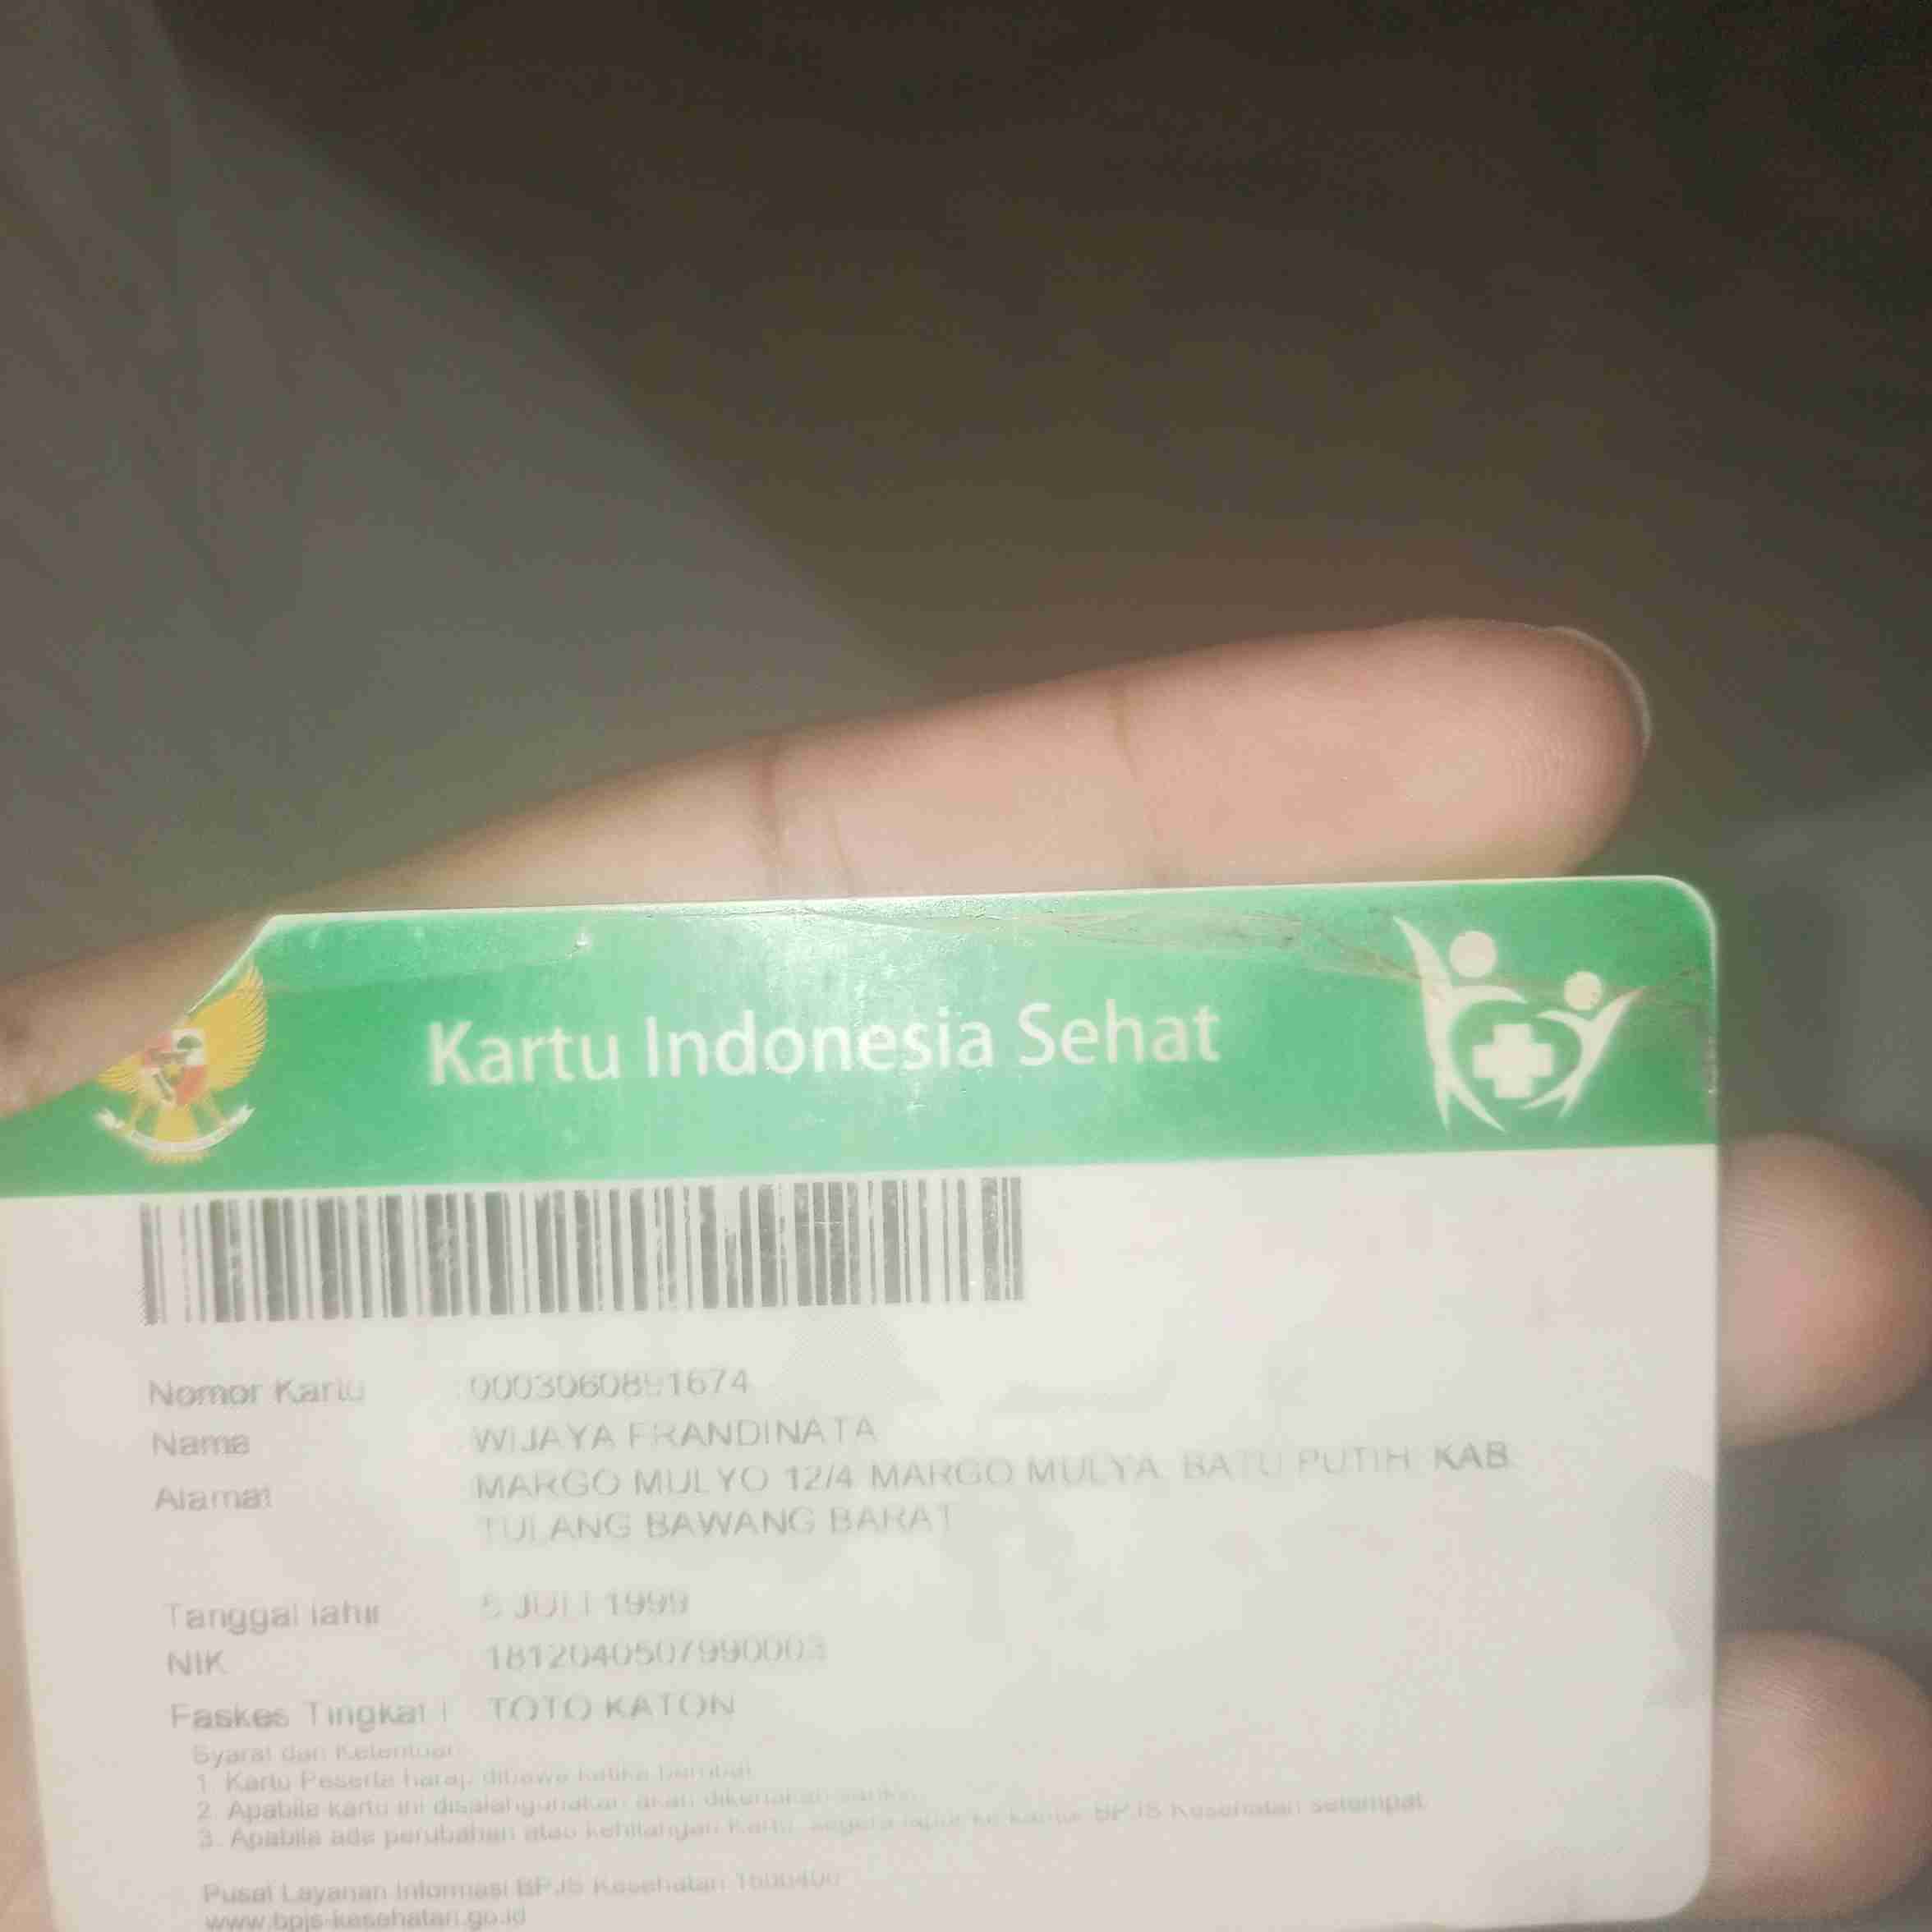 Kartu Indonesia Sehat
Nomor Kartu
Nama WIJAYA FRANDINATA
Alamat MARGO MULYO 12/4 MARGO MULYA, BATU PUTIH, KAB.
TULANG BAWANG BARAT
Tanggal lahir 5 JULI 1999
NIK 1812040507990003
Faskes Tingkat I TOTO KATON
Syarat dan Ketentuan
1. Kartu Peserta harap dibawa ketika berobat
2. Apabila kartu ini disalahgunakan akan dikenakan sanksi
3. Apabila ada perubahan atau kehilangan Kartu, segera lapor ke kantor BPJS Kesehatan setempat
Pusat Layanan Informasi BPJS Kesehatan 1500400
www.bpjs-kesehatan.go.id